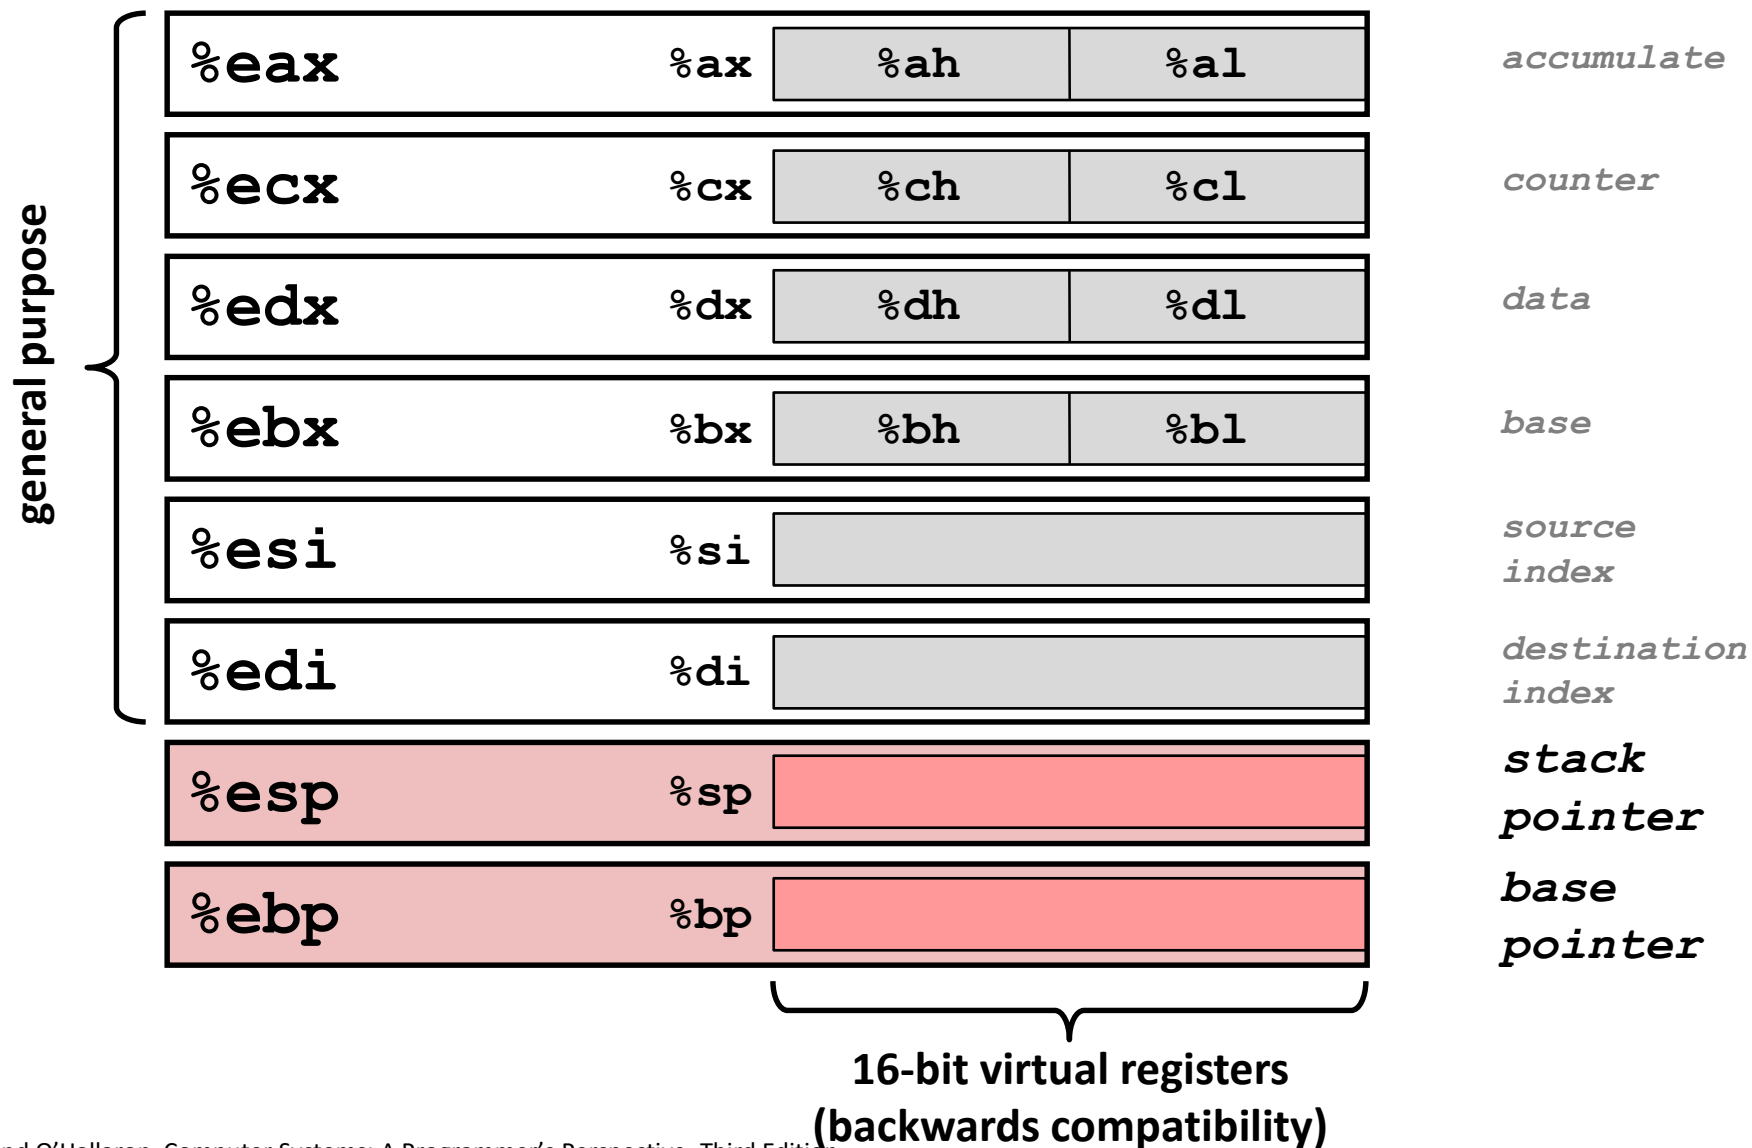 general purpose
%eax %ax %ah %al accumulate
%ecx %cx %ch %cl counter
%edx %dx %dh %dl data
%ebx %bx %bh %bl base
%esi %si source
index
%edi %di destination
index
%esp %sp stack
pointer
%ebp %bp base
pointer
16-bit virtual registers
(backwards compatibility)
O'Hallaron, Computer Systems: A Programmer's Perspective, Third Edition